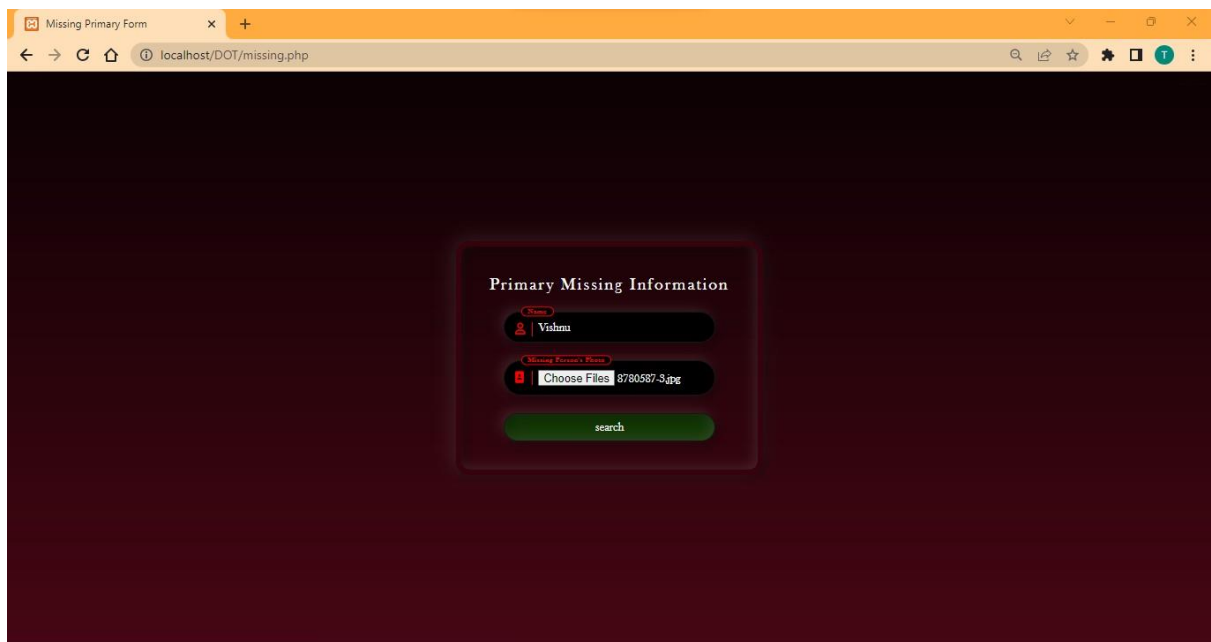 Missing Primary Form
localhost/DOT/missing.php
T
Primary Missing Information
Name
Vishnu
Missing Person's Photo
Choose Files 8780587-3.jpg
search